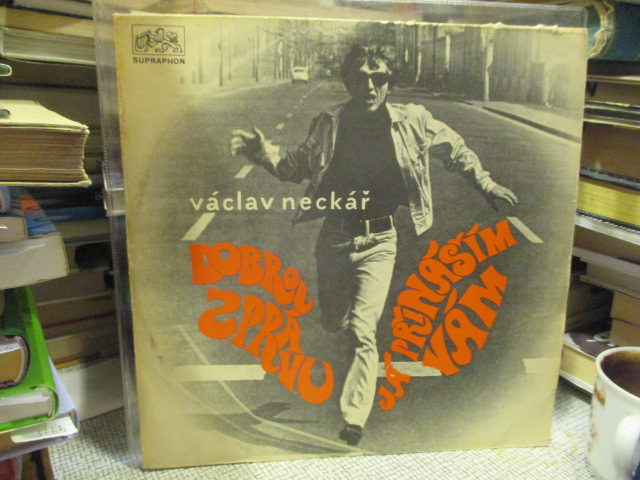 SUPRAPHON
václav neckář
DOBROU
ZPRÁVU
JÁ PŘINÁŠÍM
VÁM